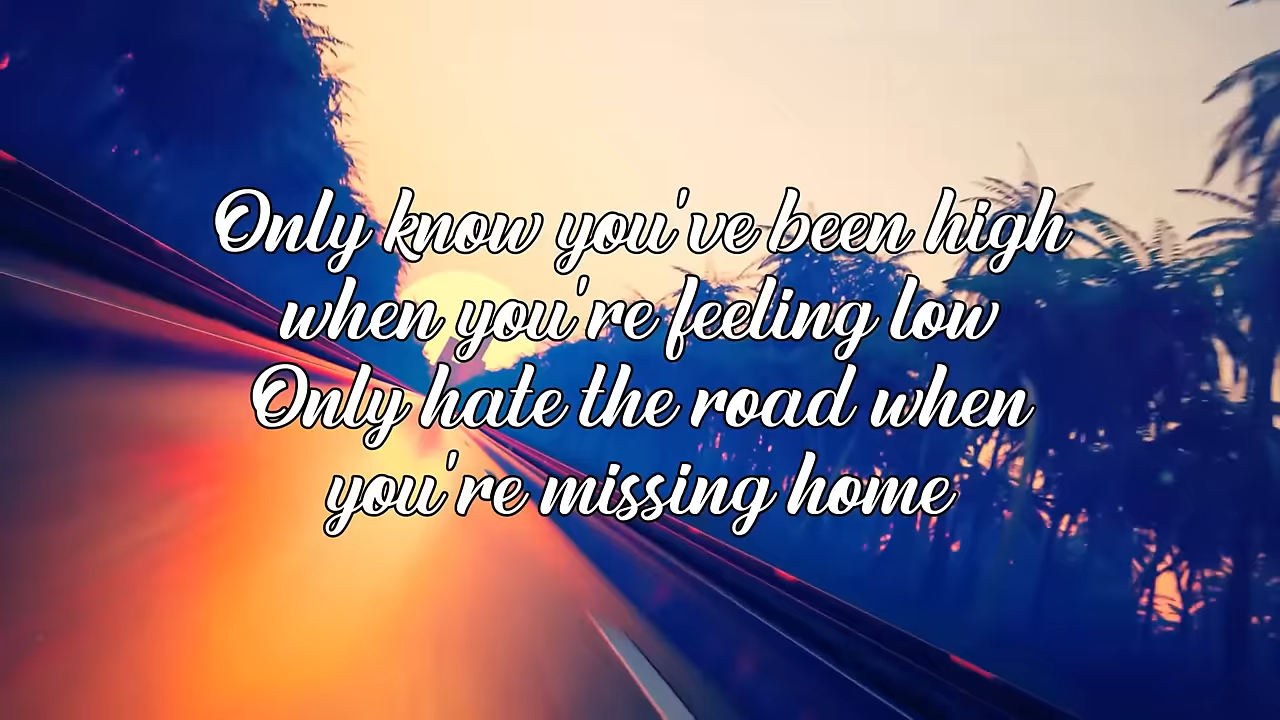 Only know you've been high
when you're feeling low
Only hate the road when
you're missing home